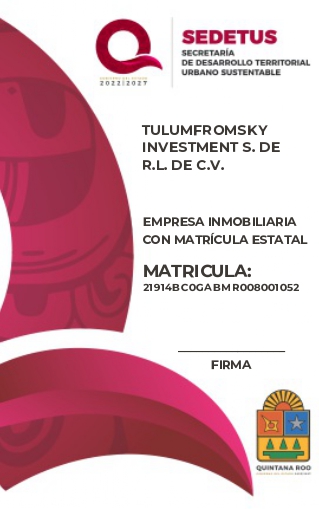 SEDETUS
SECRETARÍA
DE DESARROLLO TERRITORIAL
URBANO SUSTENTABLE
2022|2027
TULUMFROMSKY
INVESTMENT S. DE
R.L. DE C.V.
EMPRESA INMOBILIARIA
CON MATRÍCULA ESTATAL
MATRICULA:
21914BC0GABMR008001052
FIRMA
QUINTANA ROO